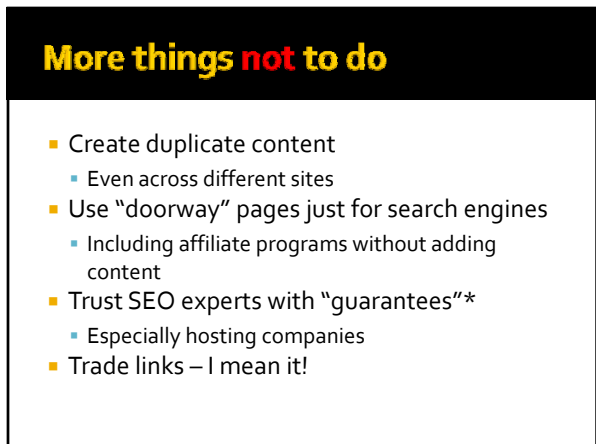 More things not to do
▪ Create duplicate content
▪ Even across different sites
▪ Use “doorway” pages just for search engines
▪ Including affiliate programs without adding
content
▪ Trust SEO experts with “guarantees”*
▪ Especially hosting companies
▪ Trade links – I mean it!